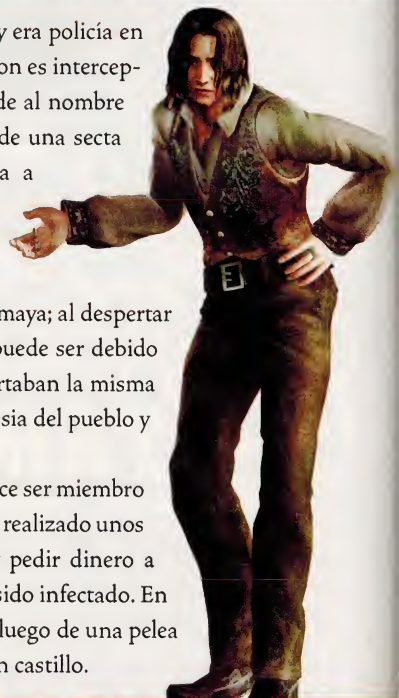 y era policía en
on es intercep-
de al nombre
de una secta
a a
maya; al despertar
puede ser debido
rtaban la misma
sia del pueblo y
ce ser miembro
realizado unos
pedir dinero a
sido infectado. En
luego de una pelea
n castillo.